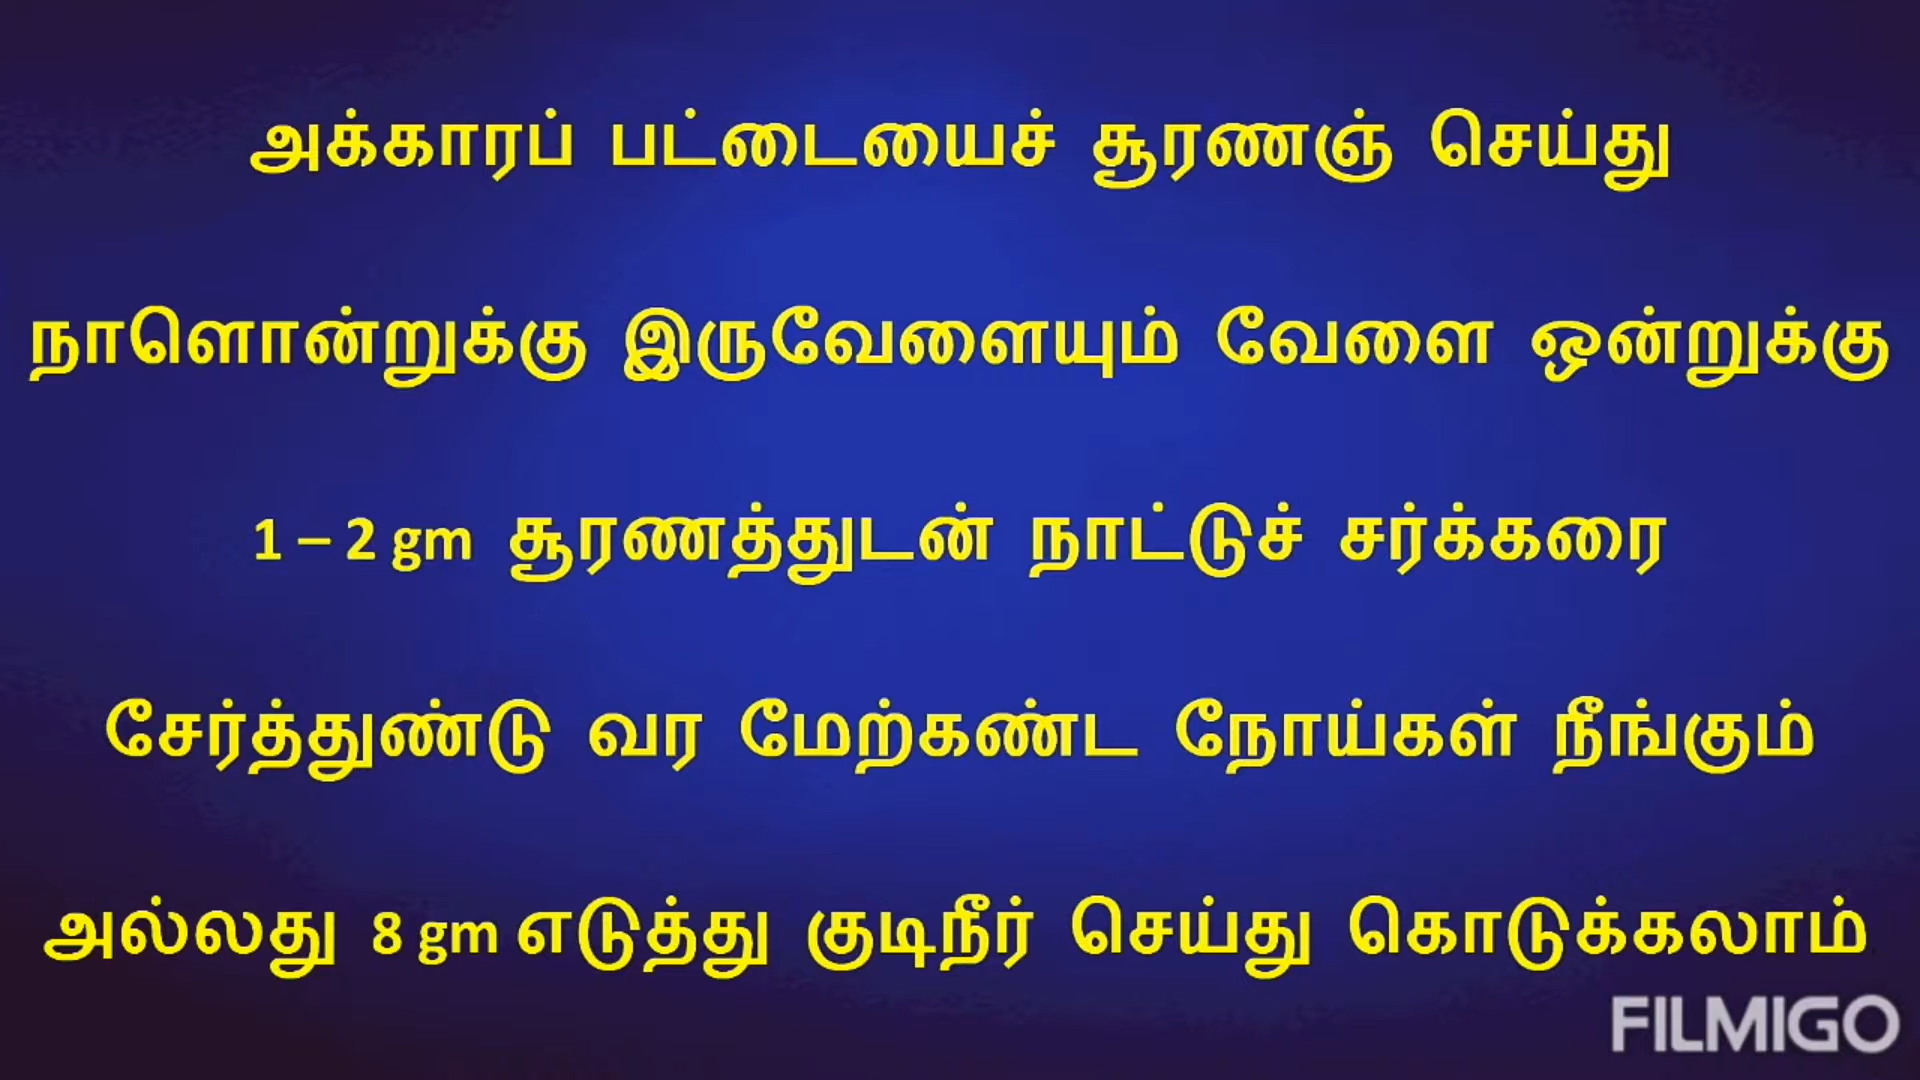 அக்காரப் பட்டையைச் சூரணஞ் செய்து
நாளொன்றுக்கு இருவேளையும் வேளை ஒன்றுக்கு
1 – 2 gm சூரணத்துடன் நாட்டுச் சர்க்கரை
சேர்த்துண்டு வர மேற்கண்ட நோய்கள் நீங்கும்
அல்லது 8 gm எடுத்து குடிநீர் செய்து கொடுக்கலாம்
FILMIGO